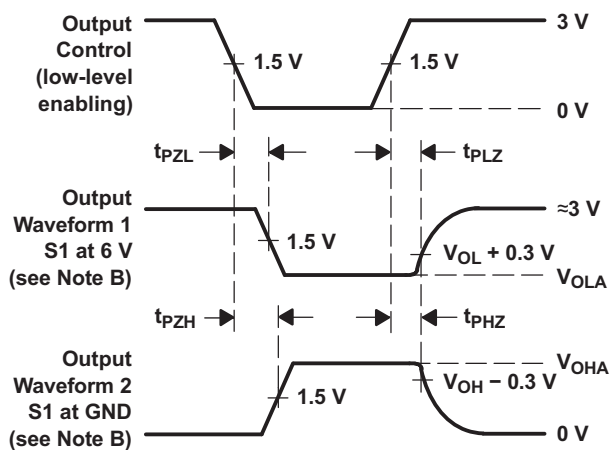 Output
Control
(low-level
enabling)
1.5 V
1.5 V
3 V
0 V
tPZL
tPLZ
Output
Waveform 1
S1 at 6 V
(see Note B)
1.5 V
VOL + 0.3 V
≈3 V
VOLA
tPZH
tPHZ
Output
Waveform 2
S1 at GND
(see Note B)
1.5 V
VOH − 0.3 V
VOHA
0 V